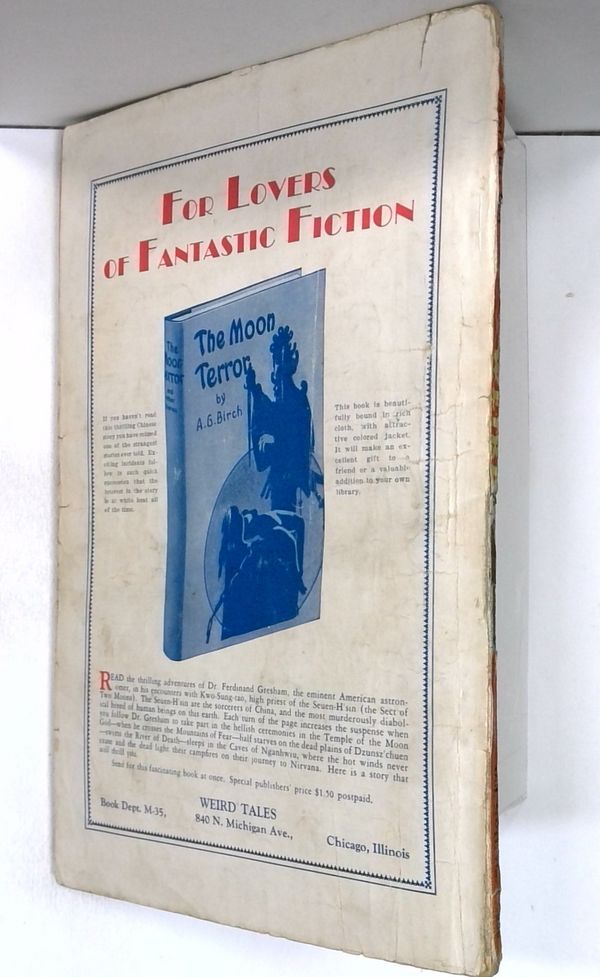 FOR LOVERS
OF FANTASTIC FICTION
The Moon
Terror
by
A.G. Birch
The
If you haven't read
this thrilling Chinese
story you have missed
one of the strangest
stories ever told. Ex-
citing incidents fol-
low in such quick
succession that the
interest in the story
is at white heat all
of the time.
This book is beauti-
fully bound in rich
cloth, with attrac-
tive colored jacket.
It will make an ex-
cellent gift to a
friend or a valuable
addition to your own
library.
READ the thrilling adventures of Dr. Ferdinand Gresham, the eminent American astron-
omer, in his encounters with Kwo-Sung-tao, high priest of the Seuen-H'sin (the Sect of
Two Moons). The Seuen-H'sin are the sorcerers of China, and the most murderously diabol-
ical breed of human beings on this earth. Each turn of the page increases the suspense when
you follow Dr. Gresham to take part in the hellish ceremonies in the Temple of the Moon
God—when he crosses the Mountains of Fear—half starves on the dead plains of Dzunsz'chuen
—swims the River of Death—sleeps in the Caves of Nganhwiu, where the hot winds never
cease and the dead light their campfires on their journey to Nirvana. Here is a story that
will thrill you.
Send for this fascinating book at once. Special publishers' price $1.50 postpaid.
Book Dept. M-35,
WEIRD TALES
840 N. Michigan Ave.,
Chicago, Illinois